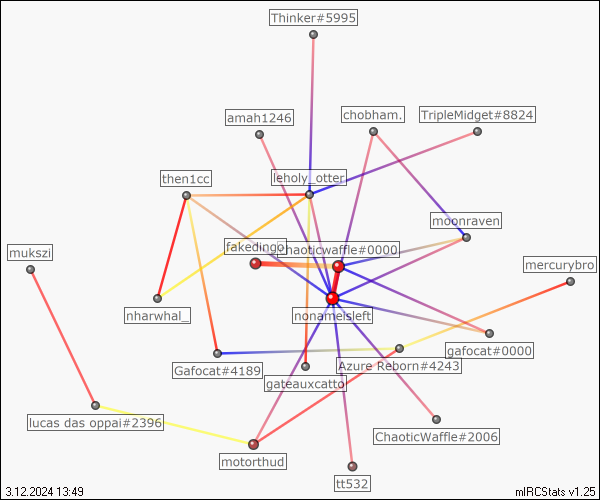 Thinker#5995
amah1246
chobham.
TripleMidget#8824
then1cc
leholy_otter
moonraven
fakedingo
chaoticwaffle#0000
mukszi
mercurybro
nharwhal_
nonameisleft
gafocat#0000
Gafocat#4189
Azure Reborn#4243
gateauxcatto
lucas das oppai#2396
ChaoticWaffle#2006
motorthud
tt532
3.12.2024 13:49
mIRCStats v1.25